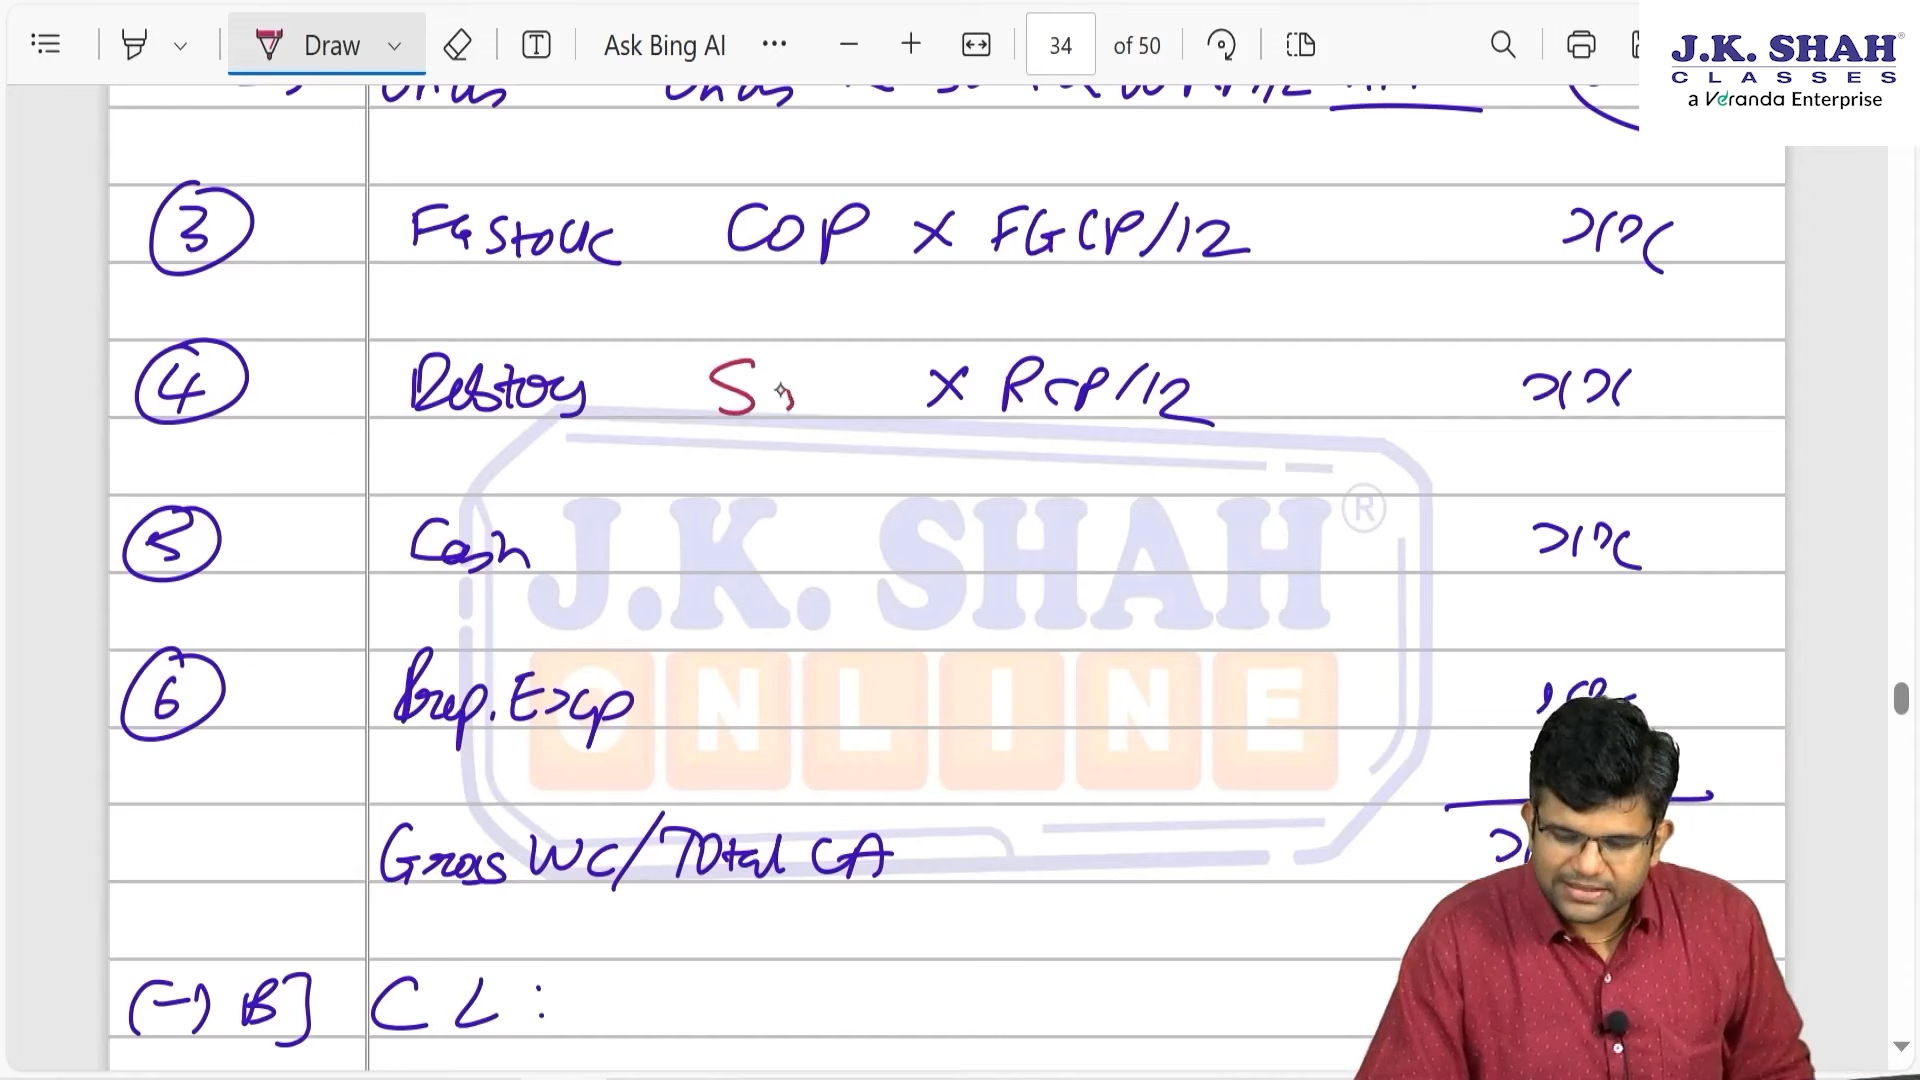 Draw
Ask Bing AI
34 of 50
J.K. SHAH®
CLASSES
a Veranda Enterprise
3 FG Stock COP × FGCP/12 xxx
4 Debtors S × RCP/12 xx
5 Cash xxx
J.K. SHAH®
ONLINE
6 Prep. Exp
Gross WC/Total CA
(-) B] CL: